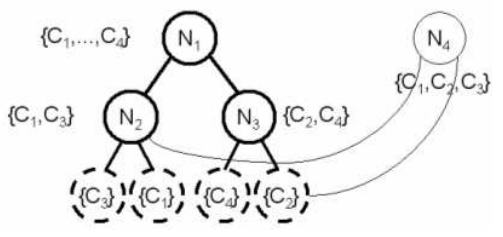 {C₁,...,C₄} N₁ N₄
{C₁,C₂,C₃}
{C₁,C₃} N₂ N₃ {C₂,C₄}
{C₃} {C₁} {C₄} {C₂}